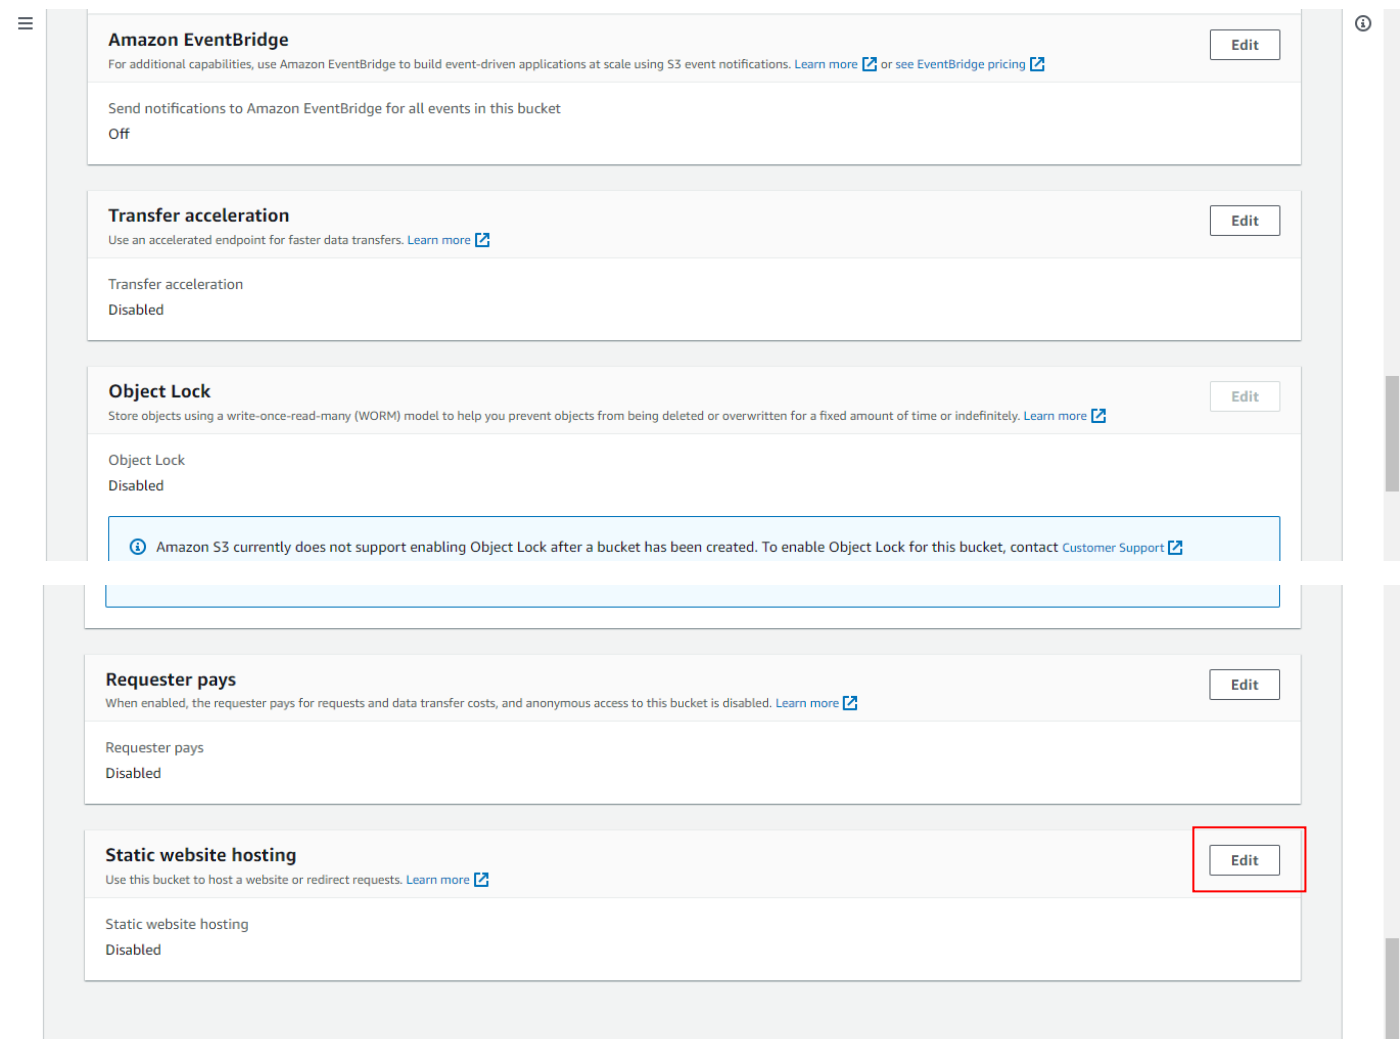 Amazon EventBridge
Edit
For additional capabilities, use Amazon EventBridge to build event-driven applications at scale using S3 event notifications. Learn more or see EventBridge pricing
Send notifications to Amazon EventBridge for all events in this bucket
Off
Transfer acceleration
Edit
Use an accelerated endpoint for faster data transfers. Learn more
Transfer acceleration
Disabled
Object Lock
Edit
Store objects using a write-once-read-many (WORM) model to help you prevent objects from being deleted or overwritten for a fixed amount of time or indefinitely. Learn more
Object Lock
Disabled
Amazon S3 currently does not support enabling Object Lock after a bucket has been created. To enable Object Lock for this bucket, contact Customer Support
Requester pays
Edit
When enabled, the requester pays for requests and data transfer costs, and anonymous access to this bucket is disabled. Learn more
Requester pays
Disabled
Static website hosting
Edit
Use this bucket to host a website or redirect requests. Learn more
Static website hosting
Disabled